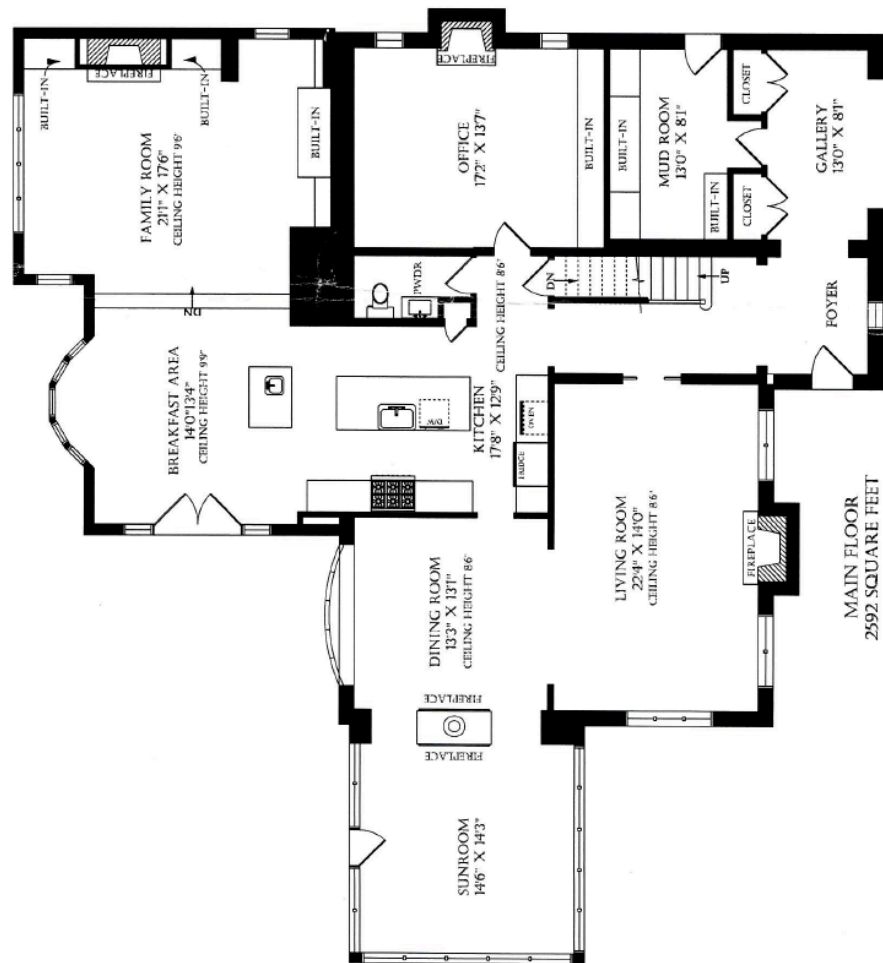 FIREPLACE
BUILT-IN
BUILT-IN
BUILT-IN
FAMILY ROOM
21'1" X 17'6"
CEILING HEIGHT 9'6"
DN
FIREPLACE
OFFICE
17'2" X 13'7"
BUILT-IN
BUILT-IN
MUD ROOM
13'0" X 8'1"
BUILT-IN
CLOSET
CLOSET
GALLERY
13'0" X 8'1"
PWDR
CEILING HEIGHT 8'6"
DN
UP
FOYER
BREAKFAST AREA
14'0"13'4"
CEILING HEIGHT 9'9"
D/W
KITCHEN
17'8" X 12'9"
OVEN
FRIDGE
LIVING ROOM
22'4" X 14'0"
CEILING HEIGHT 8'6"
FIREPLACE
DINING ROOM
13'3" X 13'1"
CEILING HEIGHT 8'6"
FIREPLACE
FIREPLACE
SUNROOM
14'6" X 14'3"
MAIN FLOOR
2592 SQUARE FEET